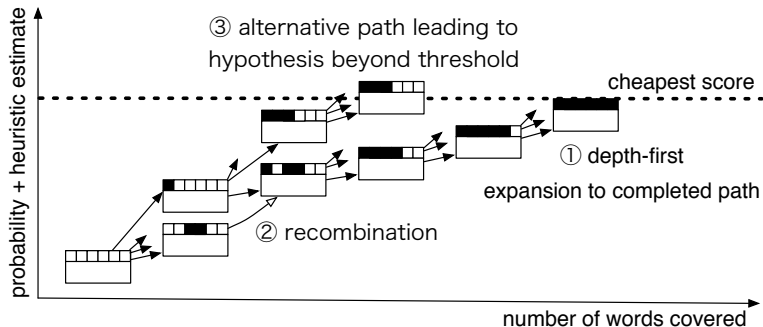 ③ alternative path leading to
hypothesis beyond threshold
cheapest score
① depth-first
expansion to completed path
② recombination
probability + heuristic estimate
number of words covered